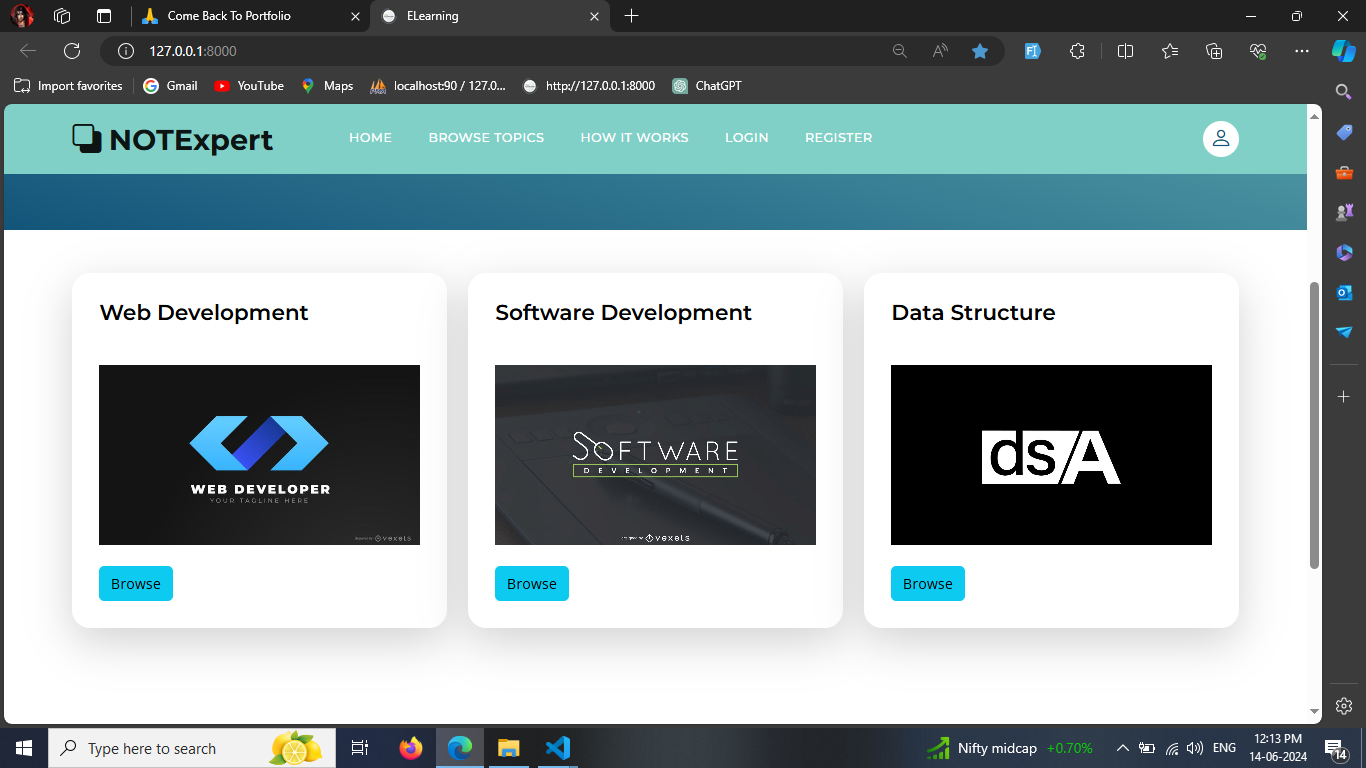 Come Back To Portfolio
ELearning
127.0.0.1:8000
Import favorites
Gmail
YouTube
Maps
localhost:90 / 127.0...
http://127.0.0.1:8000
ChatGPT
NOTExpert
HOME
BROWSE TOPICS
HOW IT WORKS
LOGIN
REGISTER
Web Development
Software Development
Data Structure
WEB DEVELOPER
YOUR TAGLINE HERE
vexels
SOFTWARE
DEVELOPMENT
vexels
dsA
Browse
Browse
Browse
Type here to search
Nifty midcap +0.70%
ENG
12:13 PM
14-06-2024
14